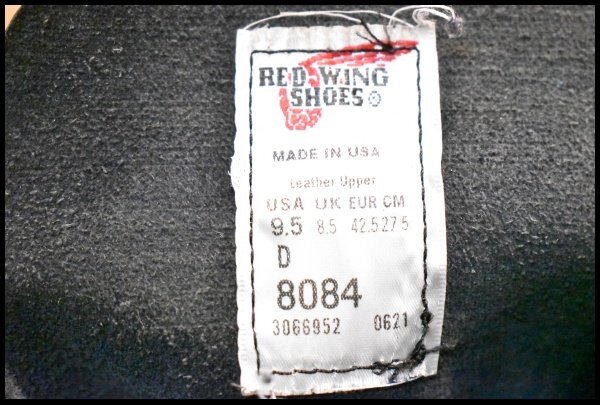 RED WING
SHOES ®
MADE IN USA
Leather Upper
USA UK EUR CM
9.5 8.5 42.5 27.5
D
8084
3066952 0621